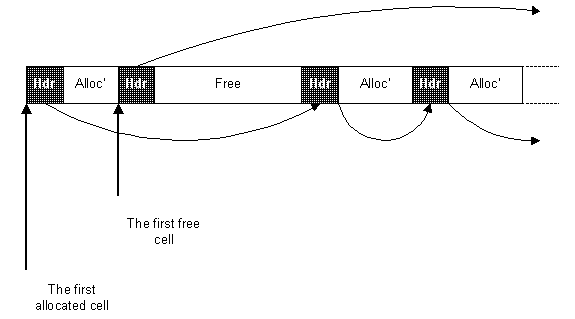 Hdr Alloc' Hdr Free Hdr Alloc' Hdr Alloc'
The first free
cell
The first
allocated cell